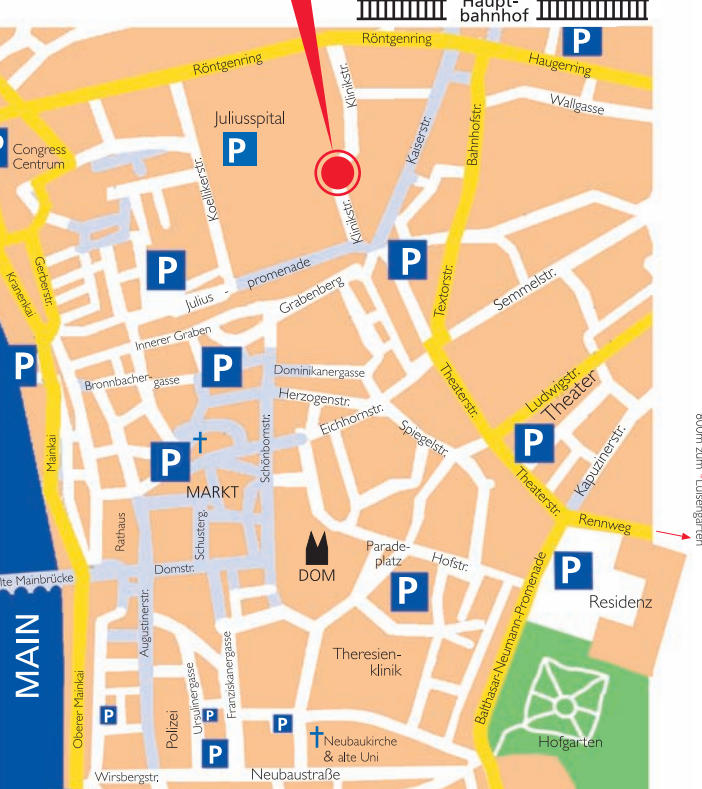 Haupt-
bahnhof
Röntgenring
P
Haugerring
Röntgenring
Klinikstr.
Wallgasse
Juliusspital
P
Kaiserstr.
Bahnhofstr.
P
Congress
Centrum
Koellikerstr.
Klinikstr.
Gerberstr.
Kranenkai
P
P
promenade
Julius -
Grabenberg
Textorstr.
Semmelstr.
Innerer Graben
P
P
Bronnbacher-gasse
Dominikanergasse
Herzogenstr.
Eichhornstr.
Theaterstr.
Ludwigstr.
Theater
Spiegelstr.
P
Mainkai
P
MARKT
Schönbornstr.
Kapuzinerstr.
Theaterstr.
800m zum "Luisengarten
Rathaus
Schusterg.
Rennweg
Domstr.
DOM
Parade-
platz
Hofstr.
P
P
Residenz
lte Mainbrücke
MAIN
Augustinerstr.
Balthasar-Neumann-Promenade
Theresien-
klinik
Oberer Mainkai
Polizei
Ursulinergasse
Franziskanergasse
P
P
P
P
Neubaukirche
& alte Uni
Hofgarten
Wirsbergstr.
Neubaustraße